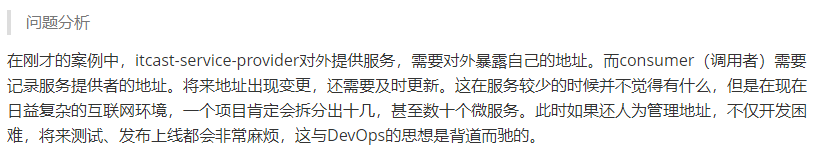 问题分析
在刚才的案例中，itcast-service-provider对外提供服务，需要对外暴露自己的地址。而consumer（调用者）需要
记录服务提供者的地址。将来地址出现变更，还需要及时更新。这在服务较少的时候并不觉得有什么，但是在现在
日益复杂的互联网环境，一个项目肯定会拆分出十几，甚至数十个微服务。此时如果还人为管理地址，不仅开发困
难，将来测试、发布上线都会非常麻烦，这与DevOps的思想是背道而驰的。